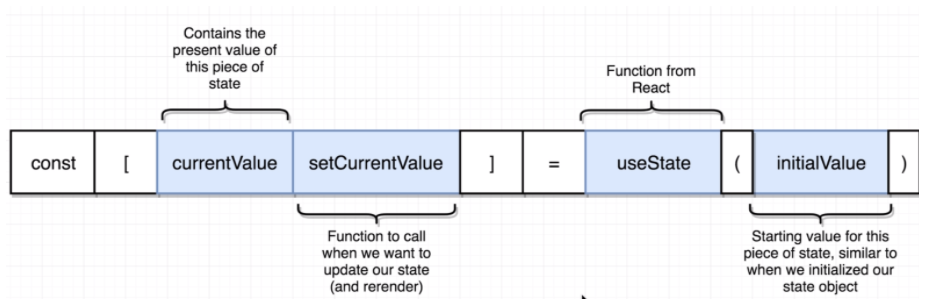 Contains the
present value of
this piece of
state
Function from
React
const [ currentValue setCurrentValue ] = useState ( initialValue )
Function to call
when we want to
update our state
(and rerender)
Starting value for this
piece of state, similar to
when we initialized our
state object